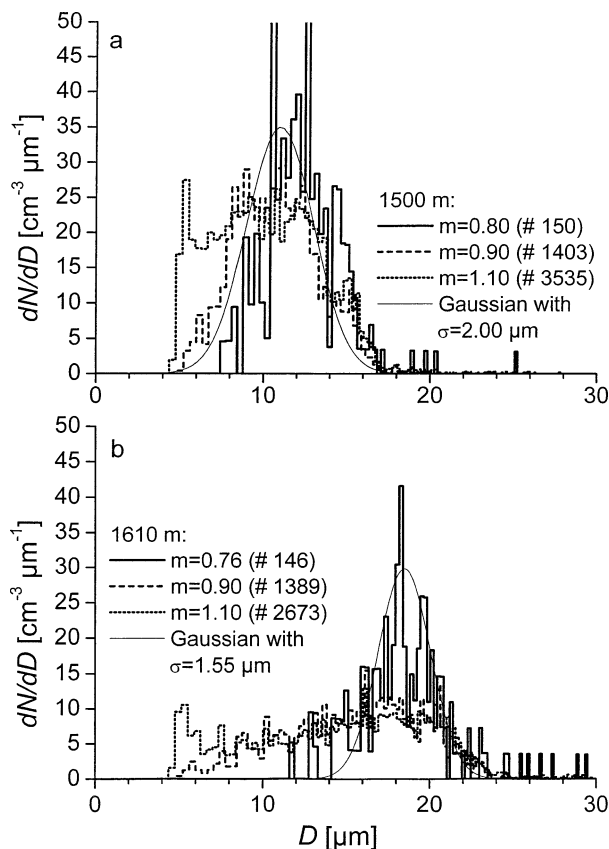 50
45
40
35
30
25
20
15
10
5
0
dN/dD [cm⁻³ μm⁻¹]
a
1500 m:
m=0.80 (# 150)
m=0.90 (# 1403)
m=1.10 (# 3535)
Gaussian with
σ=2.00 μm
0 10 20 30
50
45
40
35
30
25
20
15
10
5
0
dN/dD [cm⁻³ μm⁻¹]
b
1610 m:
m=0.76 (# 146)
m=0.90 (# 1389)
m=1.10 (# 2673)
Gaussian with
σ=1.55 μm
0 10 20 30
D [μm]